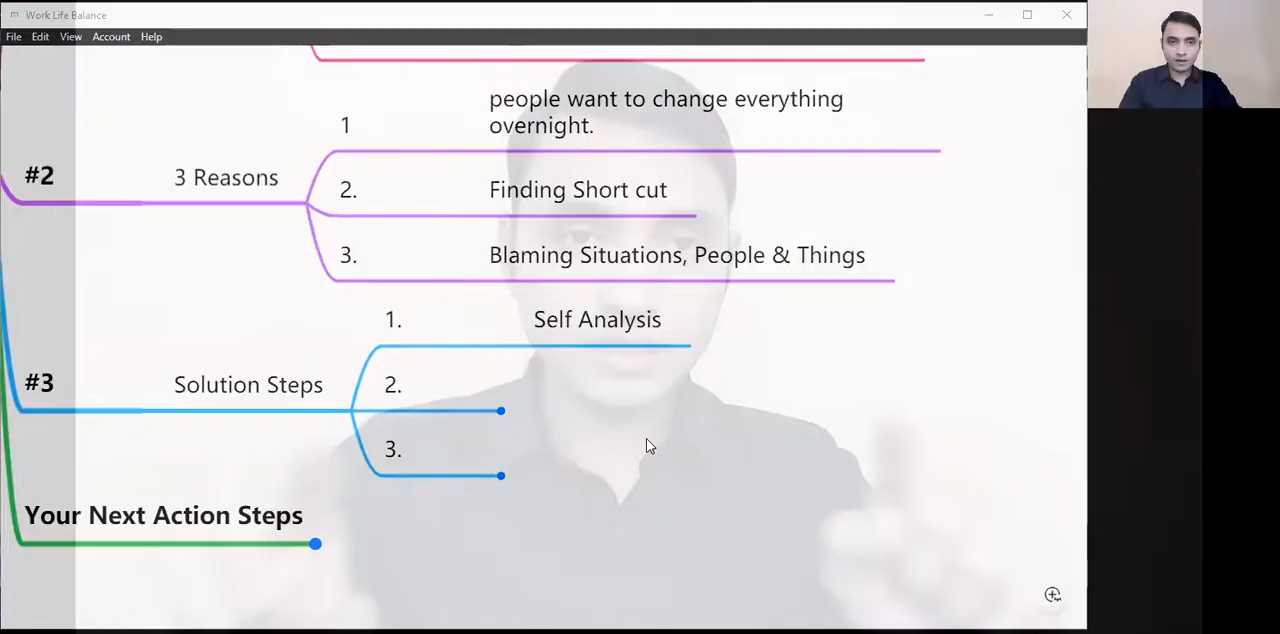 Work Life Balance
File Edit View Account Help
1 people want to change everything
overnight.
#2 3 Reasons
2. Finding Short cut
3. Blaming Situations, People & Things
1. Self Analysis
#3 Solution Steps
2.
3.
Your Next Action Steps